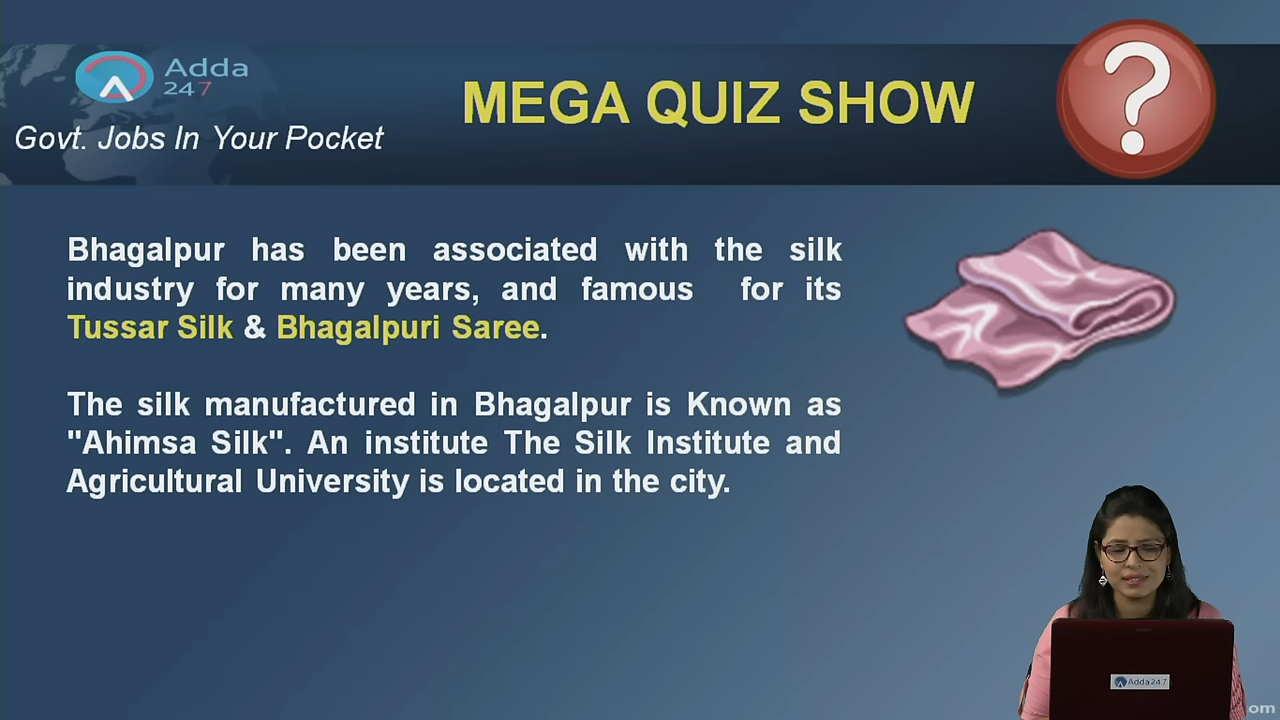 Adda
247
Govt. Jobs In Your Pocket
MEGA QUIZ SHOW
?
Bhagalpur has been associated with the silk
industry for many years, and famous for its
Tussar Silk & Bhagalpuri Saree.
The silk manufactured in Bhagalpur is Known as
"Ahimsa Silk". An institute The Silk Institute and
Agricultural University is located in the city.
Adda247
om